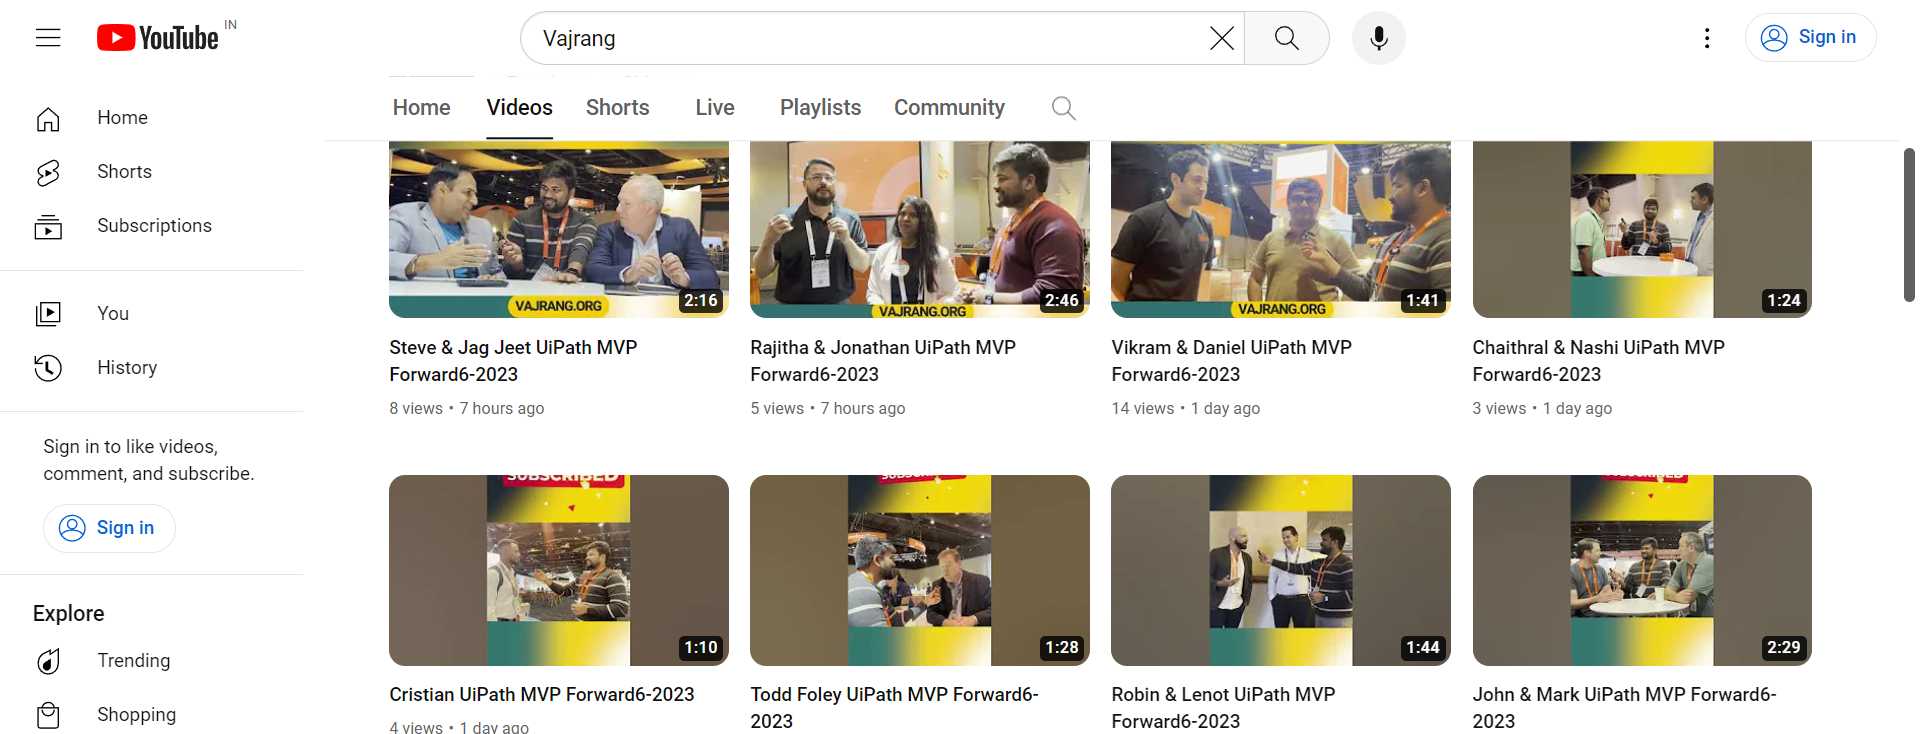 YouTube IN
Vajrang
Sign in
Home
Shorts
Subscriptions
You
History
Sign in to like videos,
comment, and subscribe.
Sign in
Explore
Trending
Shopping
Home Videos Shorts Live Playlists Community
VAJRANG.ORG
2:16
Steve & Jag Jeet UiPath MVP
Forward6-2023
8 views • 7 hours ago
VAJRANG.ORG
2:46
Rajitha & Jonathan UiPath MVP
Forward6-2023
5 views • 7 hours ago
VAJRANG.ORG
1:41
Vikram & Daniel UiPath MVP
Forward6-2023
14 views • 1 day ago
1:24
Chaithral & Nashi UiPath MVP
Forward6-2023
3 views • 1 day ago
SUBSCRIBED
1:10
Cristian UiPath MVP Forward6-2023
4 views • 1 day ago
SUBSCRIBED
1:28
Todd Foley UiPath MVP Forward6-
2023
1:44
Robin & Lenot UiPath MVP
Forward6-2023
2:29
John & Mark UiPath MVP Forward6-
2023